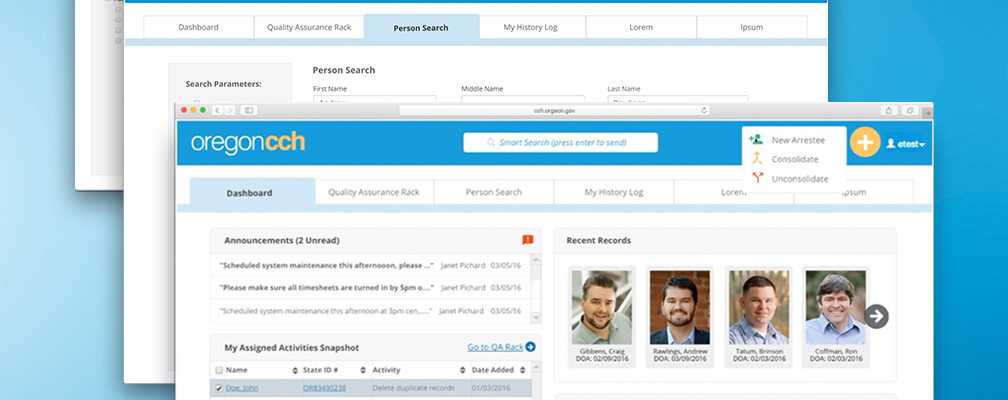 Dashboard Quality Assurance Rack Person Search My History Log Lorem Ipsum
Search Parameters:
Person Search
First Name Middle Name Last Name
cch.orgeon.gov
oregoncch
Smart Search (press enter to send)
New Arrestee
Consolidate
Unconsolidate
etest
Dashboard Quality Assurance Rack Person Search My History Log Lorem psum
Announcements (2 Unread)
"Scheduled system maintenance this afternooon, please ..." Janet Pichard 03/05/16
"Please make sure all timesheets are turned in by 5pm o...." Janet Pichard 03/05/16
"Scheduled system maintenance this afternoon at 3pm cen,....." Janet Pichard 03/05/16
My Assigned Activities Snapshot Go to QA Rack
Name State ID # Activity Date Added
Doe, John OR83490238 Delete duplicate records 01/03/2016
Recent Records
Gibbens, Craig
DOA: 02/09/2016
Rawlings, Andrew
DOA: 02/09/2016
Tatum, Brinson
DOA: 02/03/2016
Coffman, Ron
DOA: 02/03/2016